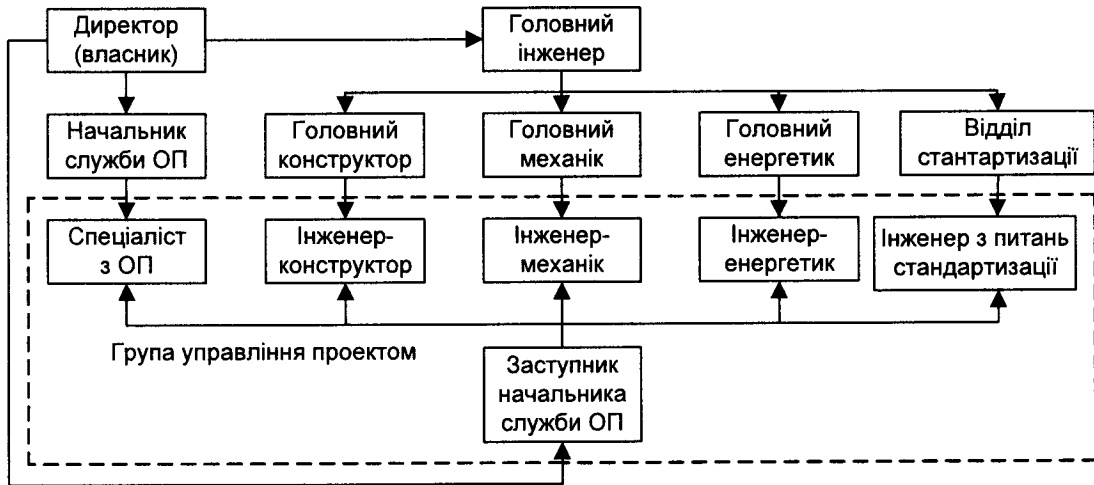 Директор
(власник)
Головний
інженер
Начальник
служби ОП
Головний
конструктор
Головний
механік
Головний
енергетик
Відділ
стантартизації
Спеціаліст
з ОП
Інженер-
конструктор
Інженер-
механік
Інженер-
енергетик
Інженер з питань
стандартизації
Група управління проектом
Заступник
начальника
служби ОП